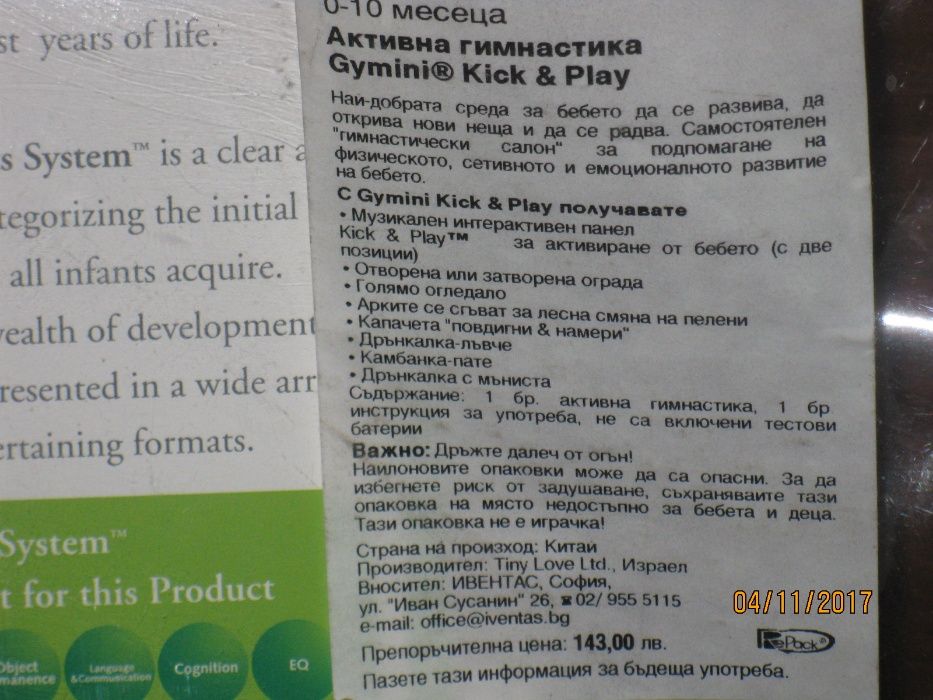 st years of life.
s System™ is a clear a
tegorizing the initial
all infants acquire.
ealth of development
resented in a wide arr
ertaining formats.
System™
t for this Product
Object
manence
Language
&Communication
Cognition
EQ
0-10 месеца
Активна гимнастика
Gymini® Kick & Play
Най-добрата среда за бебето да се развива, да
открива нови неща и да се радва. Самостоятелен
"гимнастически салон" за подпомагане на
физическото, сетивното и емоционалното развитие
на бебето.
С Gymini Kick & Play получавате
• Музикален интерактивен панел
Kick & Play™ за активиране от бебето (с две
позиции)
• Отворена или затворена ограда
• Голямо огледало
• Арките се сгъват за лесна смяна на пелени
• Капачета "повдигни & намери"
• Дрънкалка-лъвче
• Камбанка-пате
• Дрънкалка с мъниста
Съдържание: 1 бр. активна гимнастика, 1 бр
инструкция за употреба, не са включени тестови
батерии
Важно: Дръжте далеч от огън!
Наилоновите опаковки може да са опасни. За да
избегнете риск от задушаване, съхранявайте тази
опаковка на място недостъпно за бебета и деца.
Тази опаковка не е играчка!
Страна на произход: Китай
Производител: Tiny Love Ltd., Израел
Вносител: ИВЕНТАС, София,
ул. "Иван Сусанин" 26, ☎ 02/ 955 5115
e-mail: office@iventas.bg
Препоръчителна цена: 143,00 лв.
Пазете тази информация за бъдеща употреба.
RePack®
04/11/2017